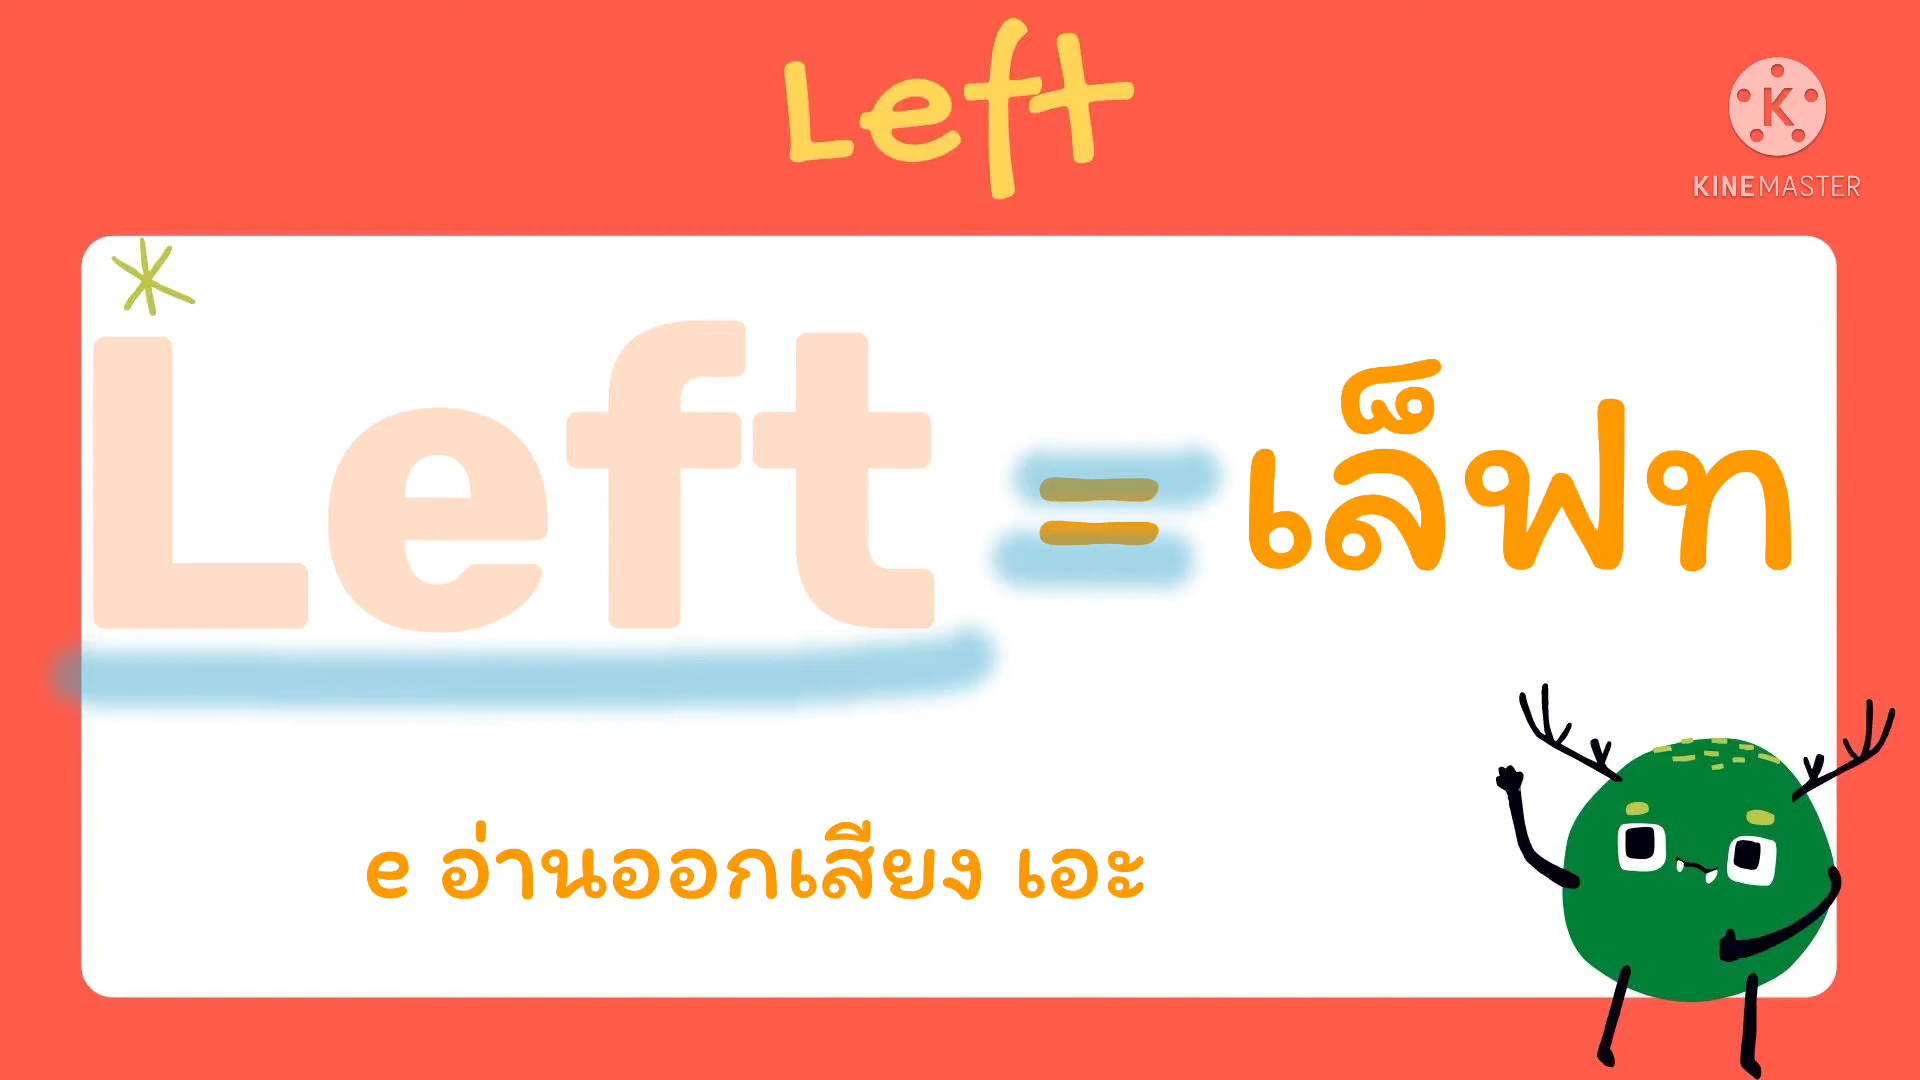 Left
KINEMASTER
Left = เล็ฟท
e อ่านออกเสียง เอะ